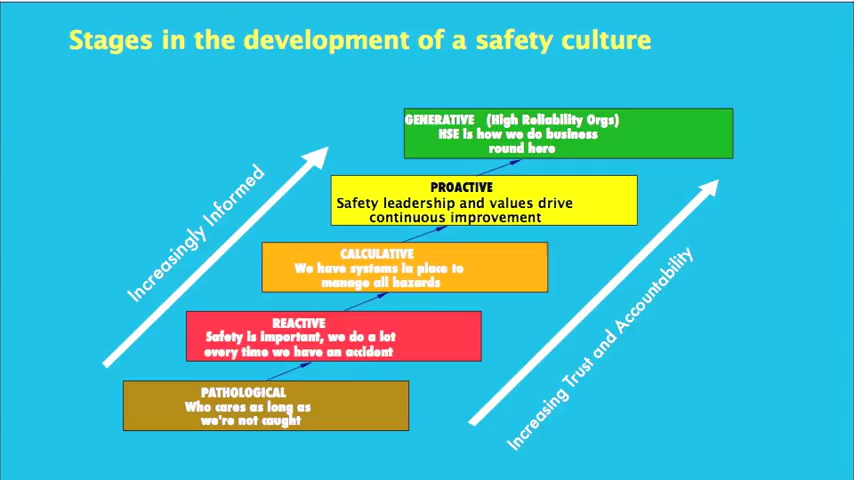 Stages in the development of a safety culture
GENERATIVE (High Reliability Orgs)
HSE is how we do business
round here
PROACTIVE
Safety leadership and values drive
continuous improvement
CALCULATIVE
We have systems in place to
manage all hazards
REACTIVE
Safety is important, we do a lot
every time we have an accident
PATHOLOGICAL
Who cares as long as
we're not caught
Increasingly Informed
Increasing Trust and Accountability